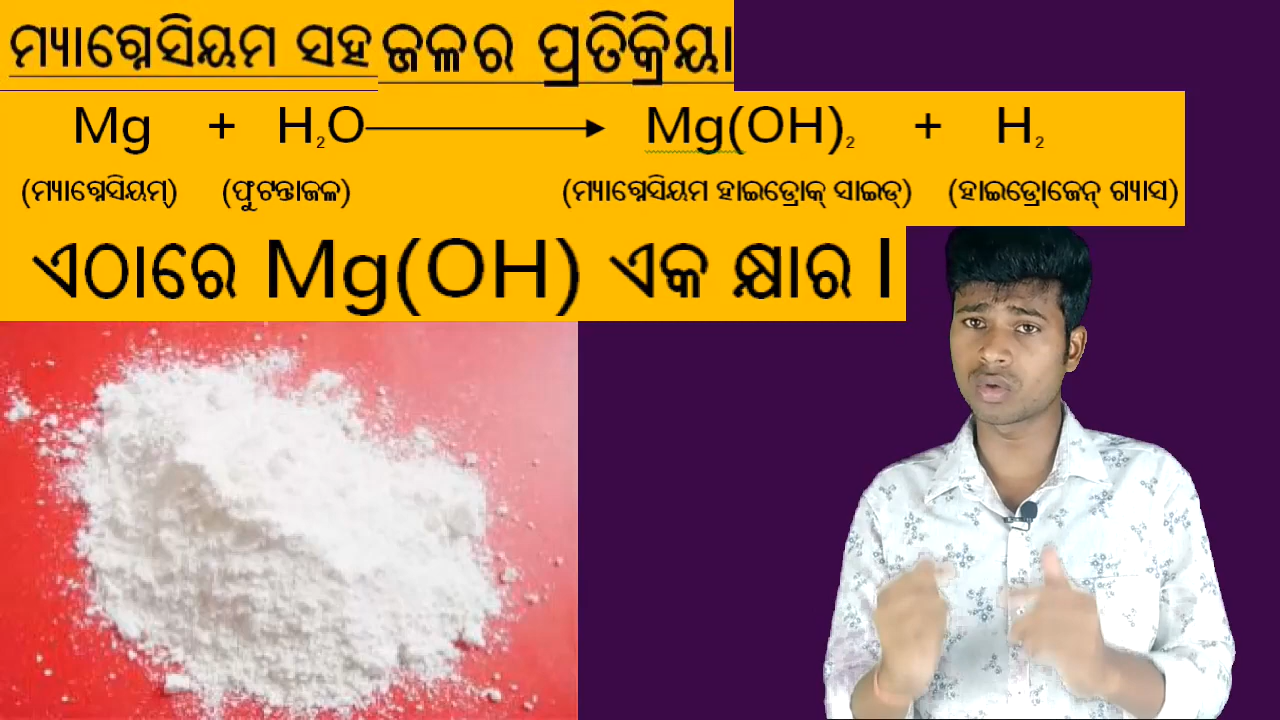 ମ୍ୟାଗ୍ନେସିୟମ ସହ ଜଳର ପ୍ରତିକ୍ରିୟା
Mg + H₂O → Mg(OH)₂ + H₂
(ମ୍ୟାଗ୍ନେସିୟମ୍) (ଫୁଟନ୍ତାଜଳ) (ମ୍ୟାଗ୍ନେସିୟମ ହାଇଡ୍ରୋକ୍ ସାଇଡ୍) (ହାଇଡ୍ରୋଜେନ୍ ଗ୍ୟାସ)
ଏଠାରେ Mg(OH) ଏକ କ୍ଷାର ।